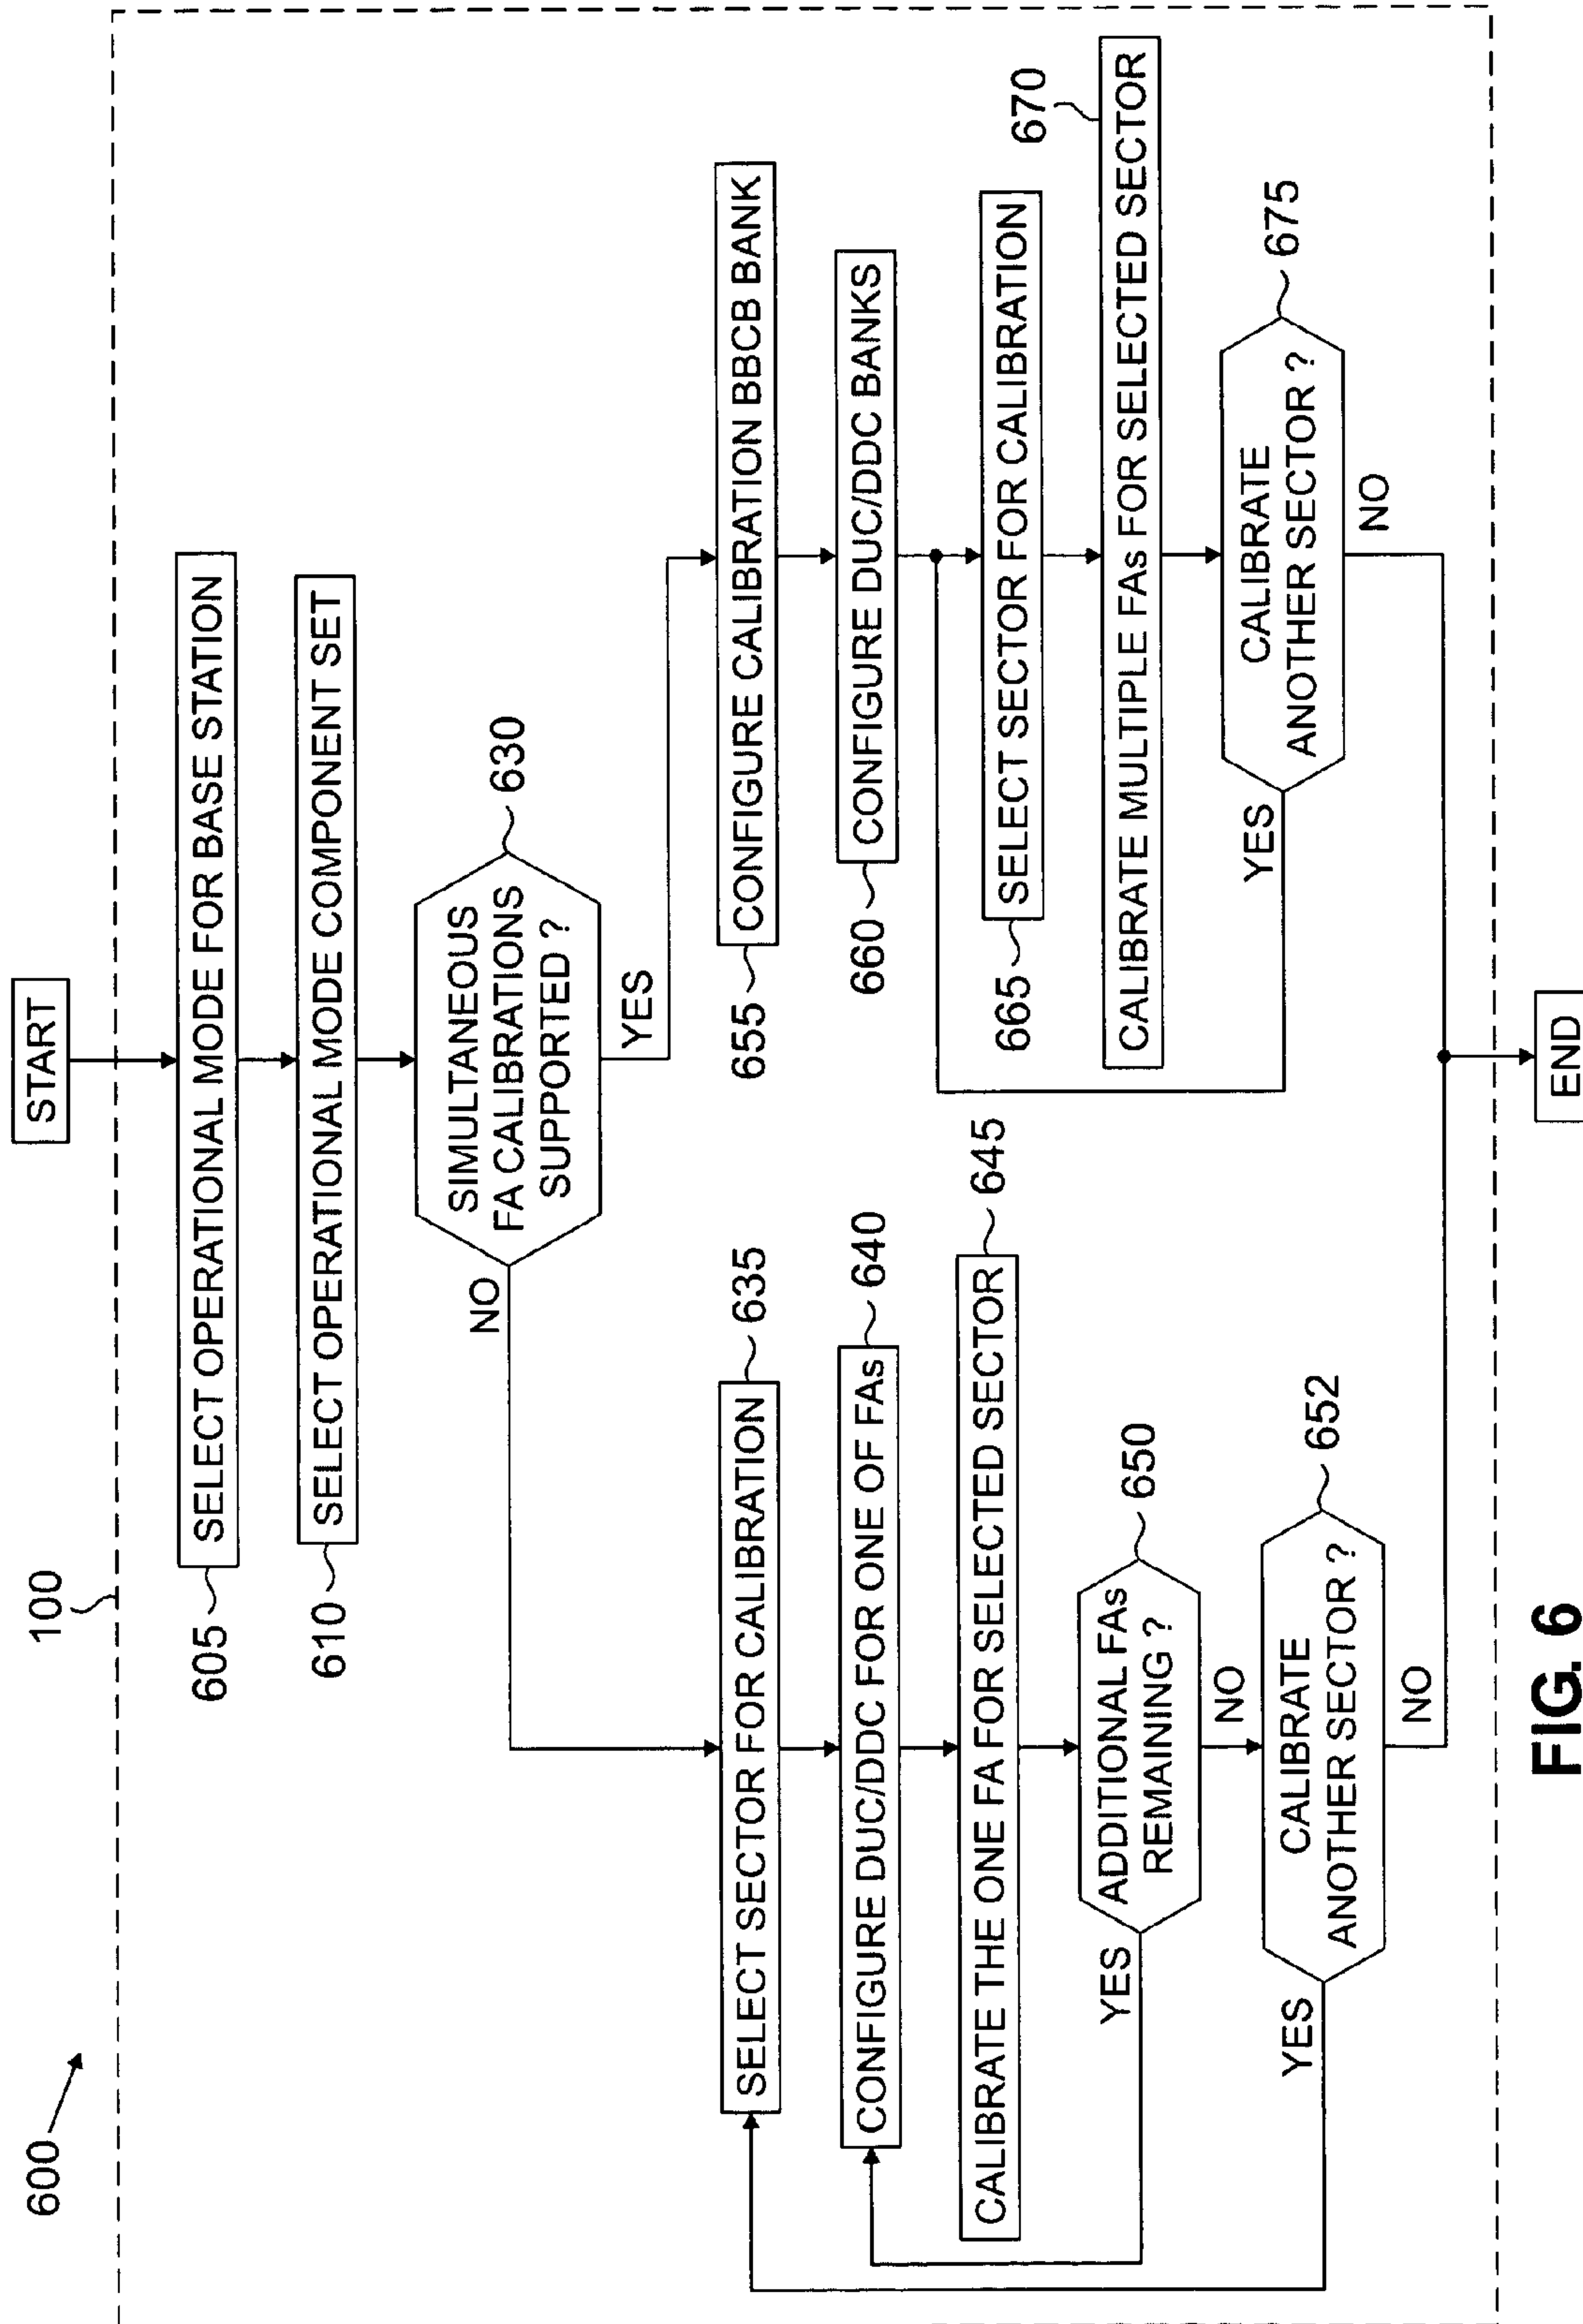 600
START
100
605
SELECT OPERATIONAL MODE FOR BASE STATION
610
SELECT OPERATIONAL MODE COMPONENT SET
SIMULTANEOUS
FA CALIBRATIONS
SUPPORTED ?
630
NO
YES
SELECT SECTOR FOR CALIBRATION
635
CONFIGURE DUC/DDC FOR ONE OF FAs
640
CALIBRATE THE ONE FA FOR SELECTED SECTOR
645
ADDITIONAL FAs
REMAINING ?
650
YES
NO
CALIBRATE
ANOTHER SECTOR ?
652
YES
NO
655
CONFIGURE CALIBRATION BBCB BANK
660
CONFIGURE DUC/DDC BANKS
665
SELECT SECTOR FOR CALIBRATION
670
CALIBRATE MULTIPLE FAs FOR SELECTED SECTOR
CALIBRATE
ANOTHER SECTOR ?
675
YES
NO
END
FIG. 6